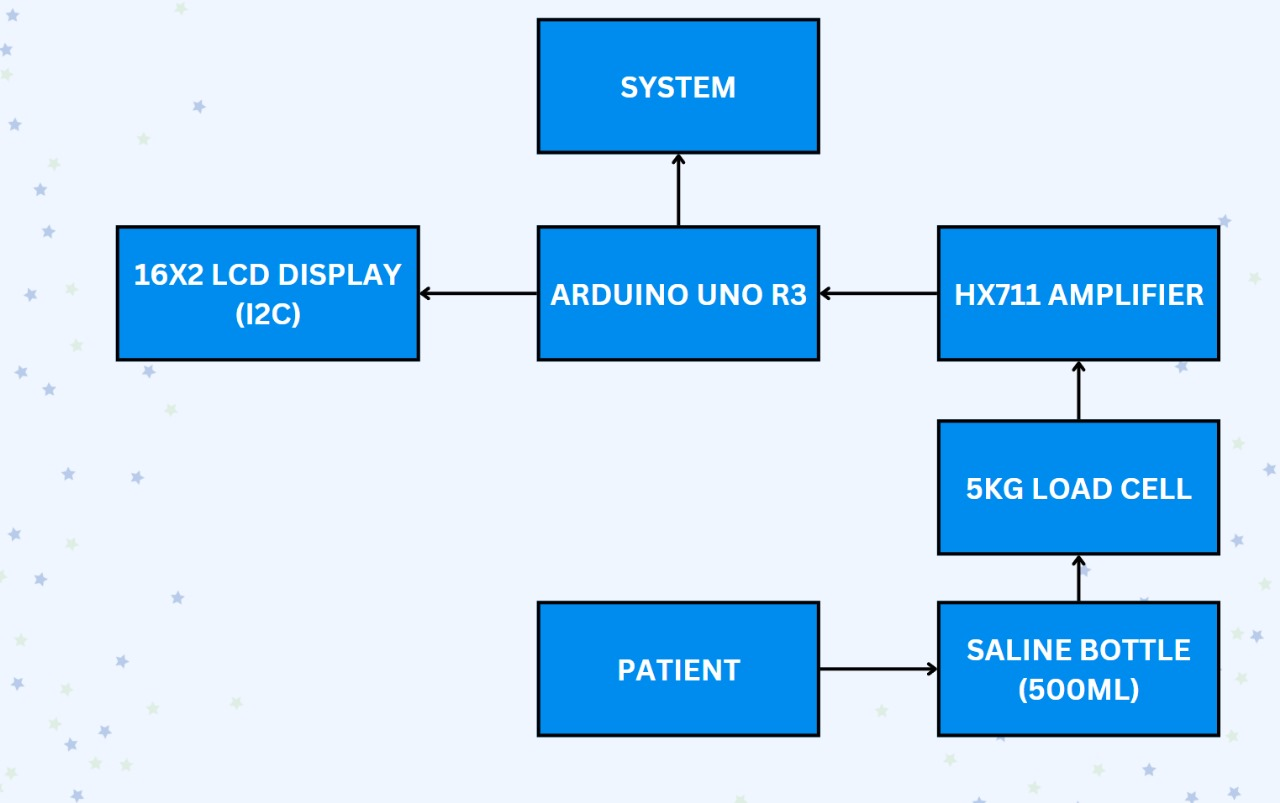 SYSTEM
16X2 LCD DISPLAY
(I2C)
ARDUINO UNO R3
HX711 AMPLIFIER
5KG LOAD CELL
PATIENT
SALINE BOTTLE
(500ML)